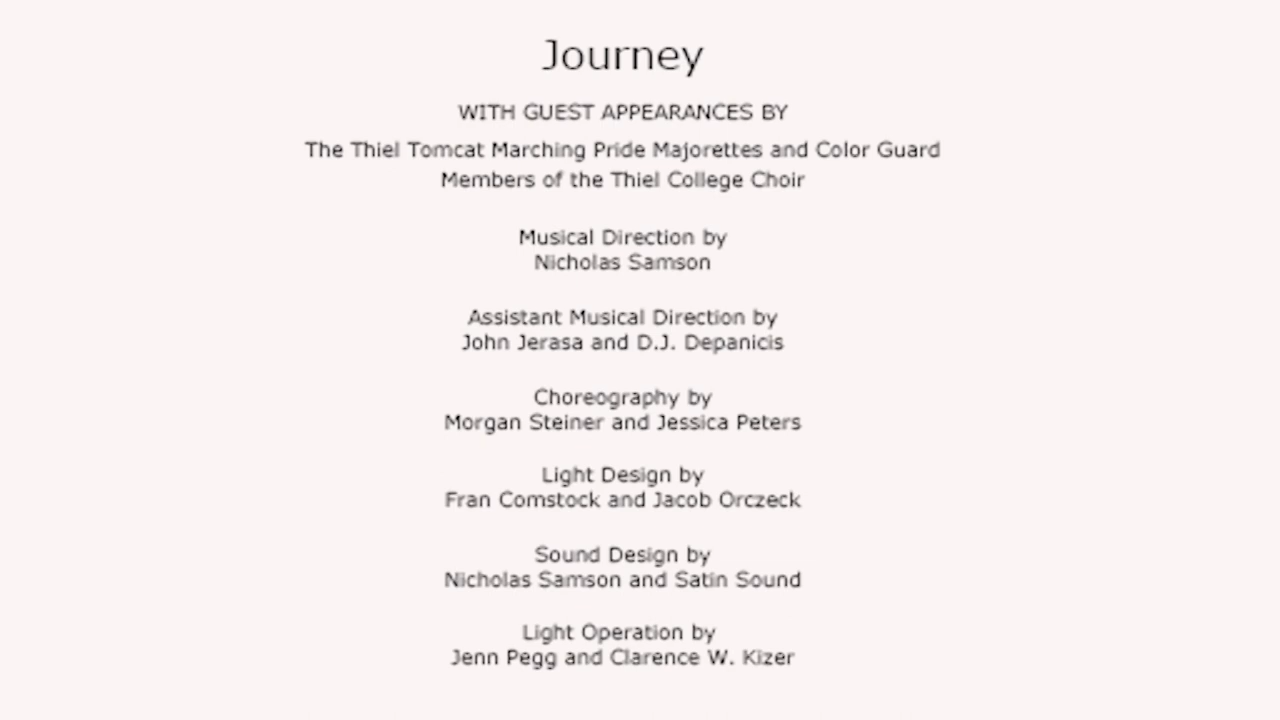 Journey
WITH GUEST APPEARANCES BY
The Thiel Tomcat Marching Pride Majorettes and Color Guard
Members of the Thiel College Choir
Musical Direction by
Nicholas Samson
Assistant Musical Direction by
John Jerasa and D.J. Depanicis
Choreography by
Morgan Steiner and Jessica Peters
Light Design by
Fran Comstock and Jacob Orczeck
Sound Design by
Nicholas Samson and Satin Sound
Light Operation by
Jenn Pegg and Clarence W. Kizer